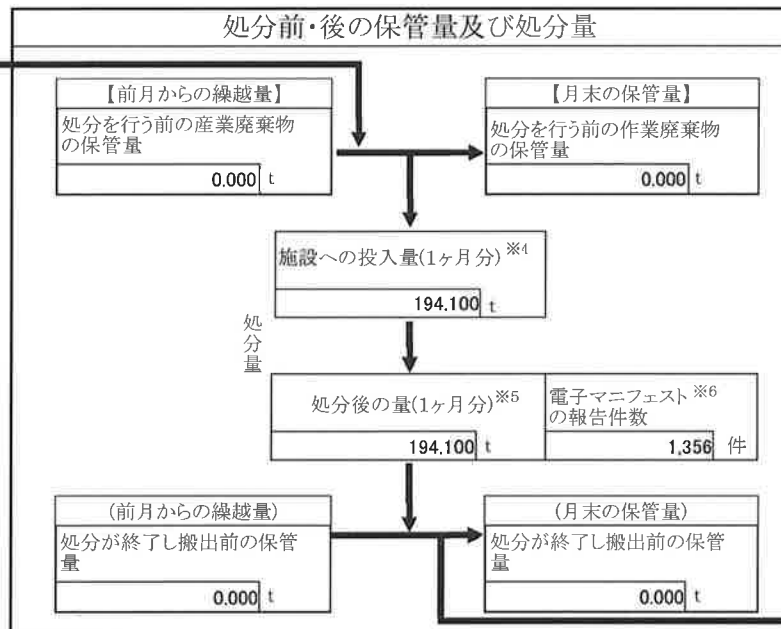 処分前・後の保管量及び処分量
【前月からの繰越量】
処分を行う前の産業廃棄物
の保管量
0.000 t
【月末の保管量】
処分を行う前の作業廃棄物
の保管量
0.000 t
施設への投入量(1ヶ月分)※4
194.100 t
処分量
処分後の量(1ヶ月分)※5
194.100 t
電子マニフェスト※6
の報告件数
1,356 件
(前月からの繰越量)
処分が終了し搬出前の保管
量
0.000 t
(月末の保管量)
処分が終了し搬出前の保管
量
0.000 t